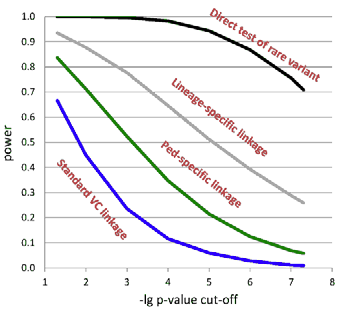 1.0
0.9
0.8
0.7
0.6
0.5
0.4
0.3
0.2
0.1
0.0
power
Direct test of rare variant
Lineage-specific linkage
Ped-specific linkage
Standard VC linkage
1 2 3 4 5 6 7 8
-lg p-value cut-off